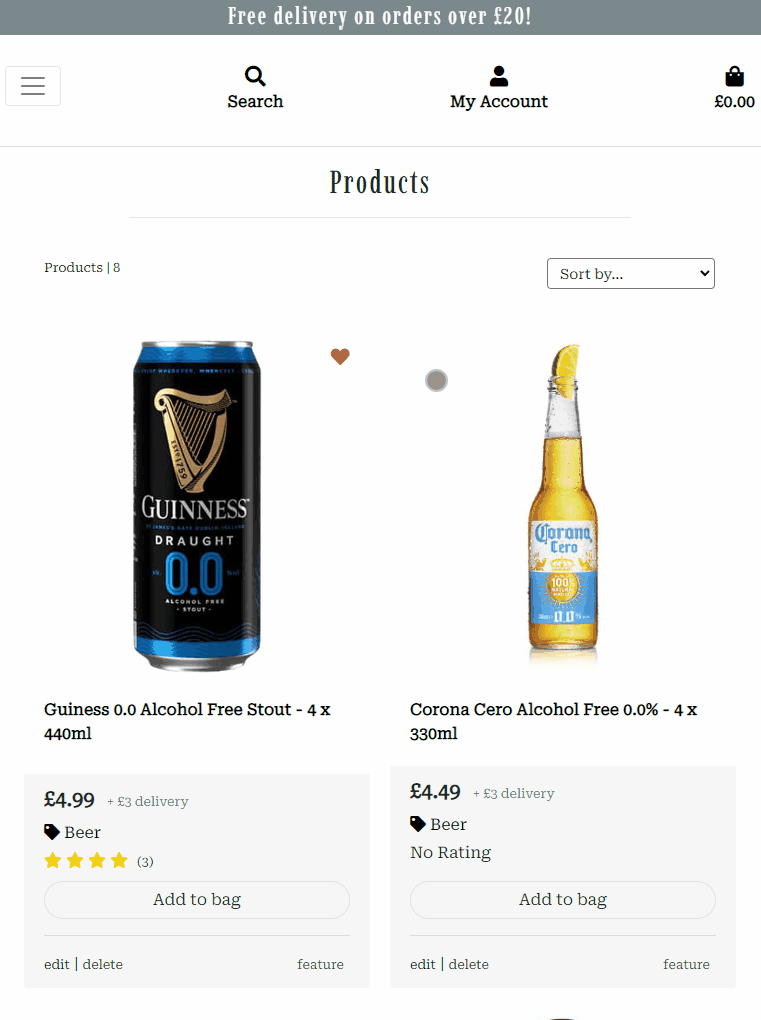 Free delivery on orders over £20!
Search
My Account
£0.00
Products
Products | 8
Sort by...
ESTD 1759
GUINNESS
DRAUGHT
0.0
ALCOHOL FREE
- STOUT -
Corona
Cero
100%
0.0%
Guiness 0.0 Alcohol Free Stout - 4 x
440ml
Corona Cero Alcohol Free 0.0% - 4 x
330ml
£4.99 + £3 delivery
Beer
(3)
Add to bag
edit | delete feature
£4.49 + £3 delivery
Beer
No Rating
Add to bag
edit | delete feature